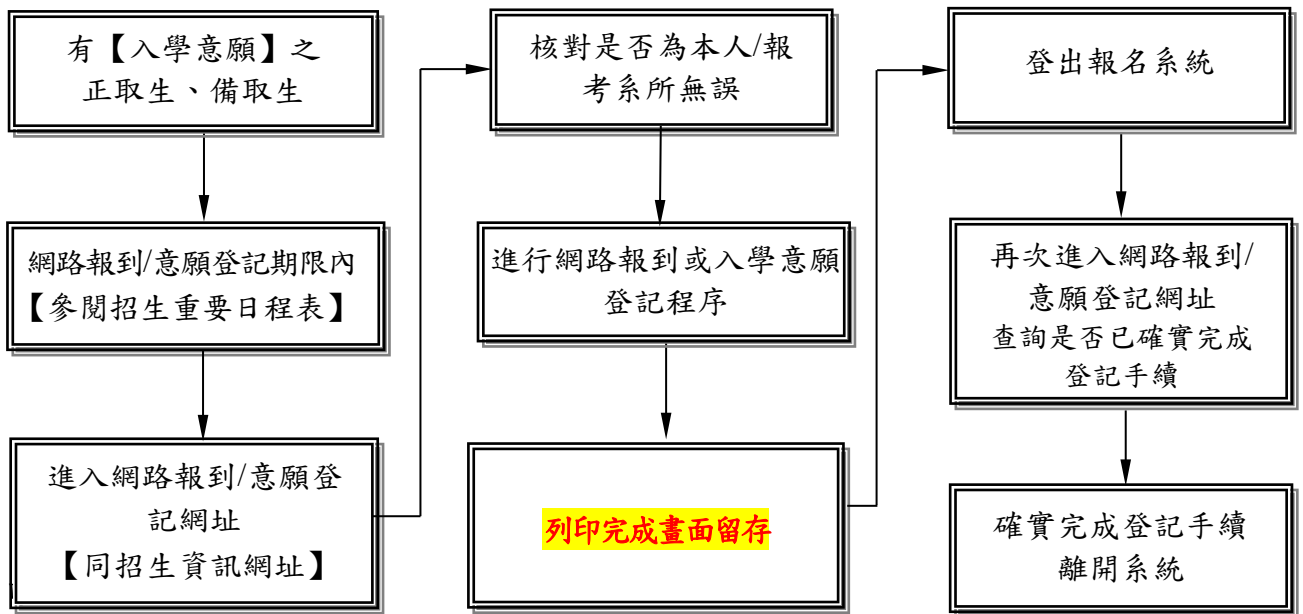 有【入學意願】之
正取生、備取生
網路報到/意願登記期限內
【參閱招生重要日程表】
進入網路報到/意願登
記網址
【同招生資訊網址】
核對是否為本人/報
考系所無誤
進行網路報到或入學意願
登記程序
列印完成畫面留存
登出報名系統
再次進入網路報到/
意願登記網址
查詢是否已確實完成
登記手續
確實完成登記手續
離開系統